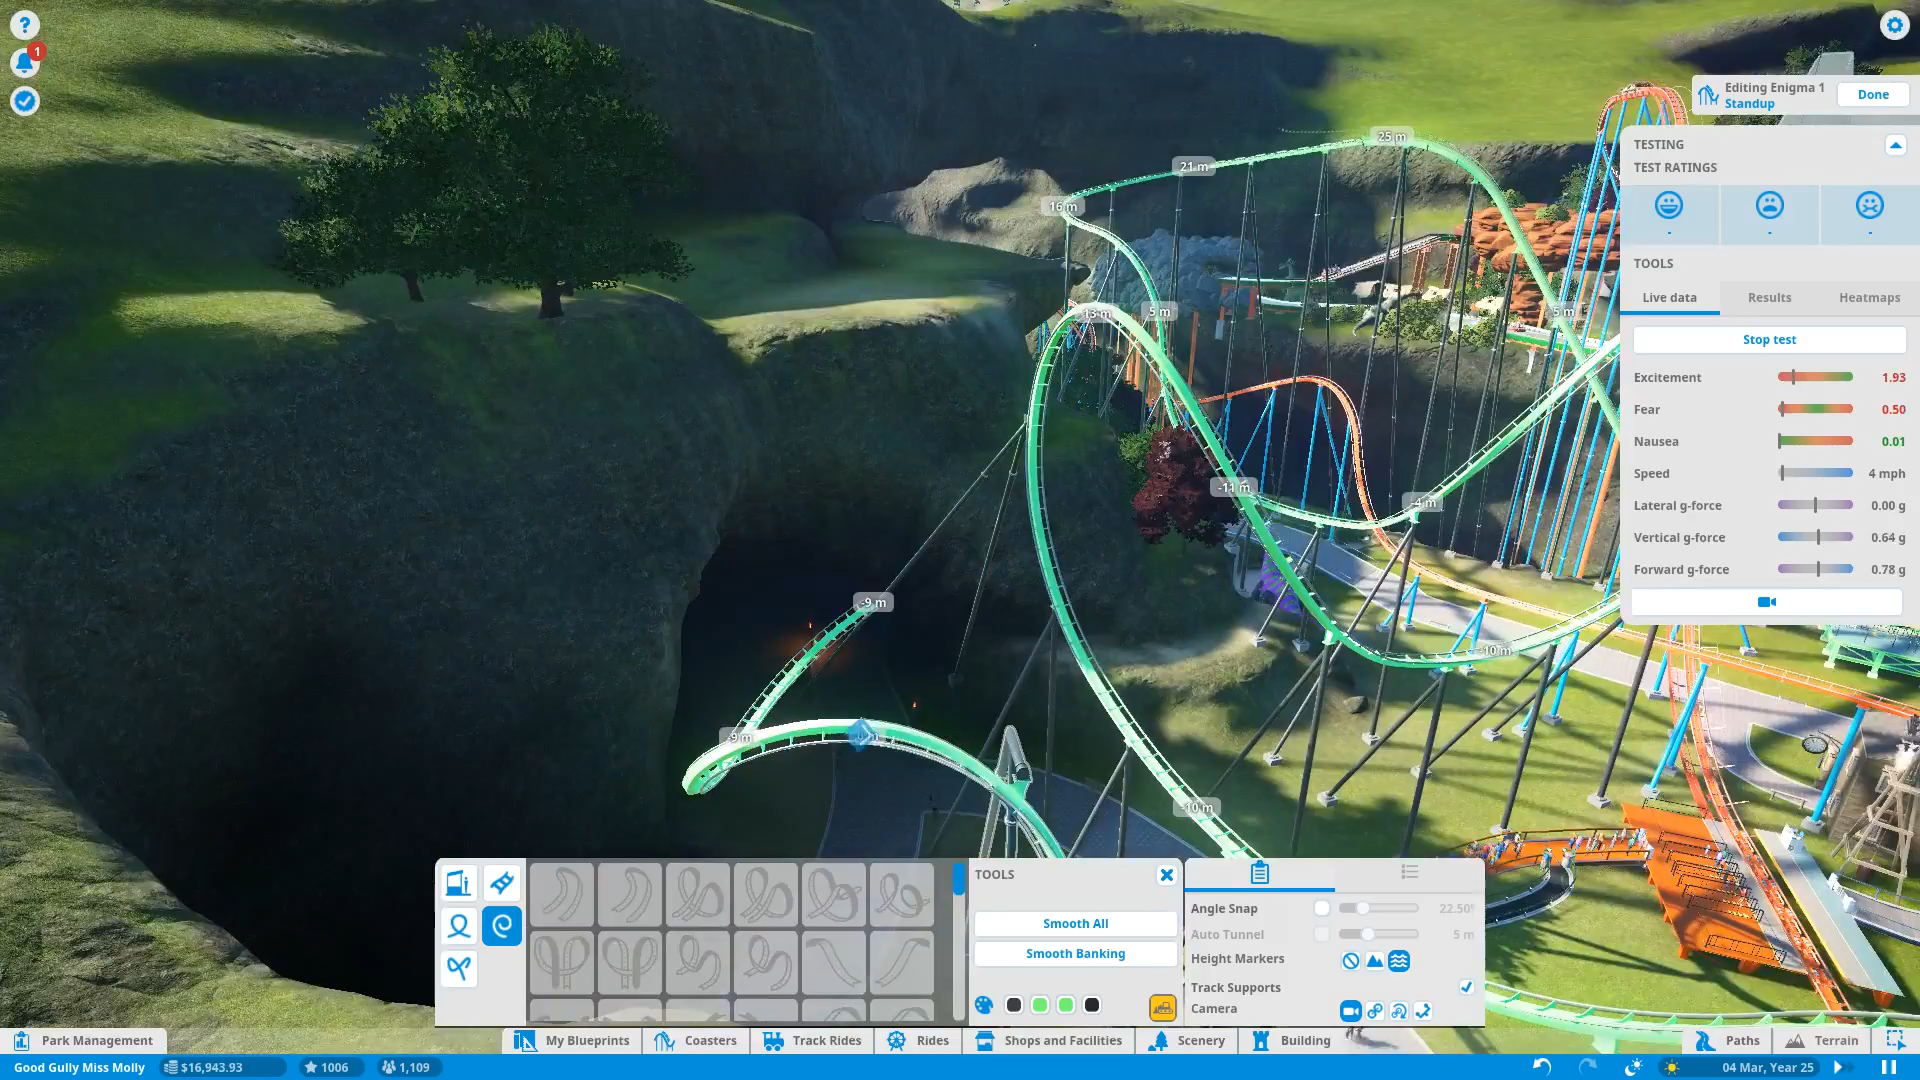 ?
1
Editing Enigma 1
Standup
Done
TESTING
TEST RATINGS
-
-
-
TOOLS
Live data
Results
Heatmaps
Stop test
Excitement
1.93
Fear
0.50
Nausea
0.01
Speed
4 mph
Lateral g-force
0.00 g
Vertical g-force
0.64 g
Forward g-force
0.78 g
25 m
21 m
16 m
13 m
5 m
5 m
-11 m
-4 m
-9 m
-10 m
-9 m
-10 m
TOOLS
Smooth All
Smooth Banking
Angle Snap
22.50°
Auto Tunnel
5 m
Height Markers
Track Supports
Camera
Park Management
My Blueprints
Coasters
Track Rides
Rides
Shops and Facilities
Scenery
Building
Paths
Terrain
Good Gully Miss Molly
$16,943.93
1006
1,109
04 Mar, Year 25